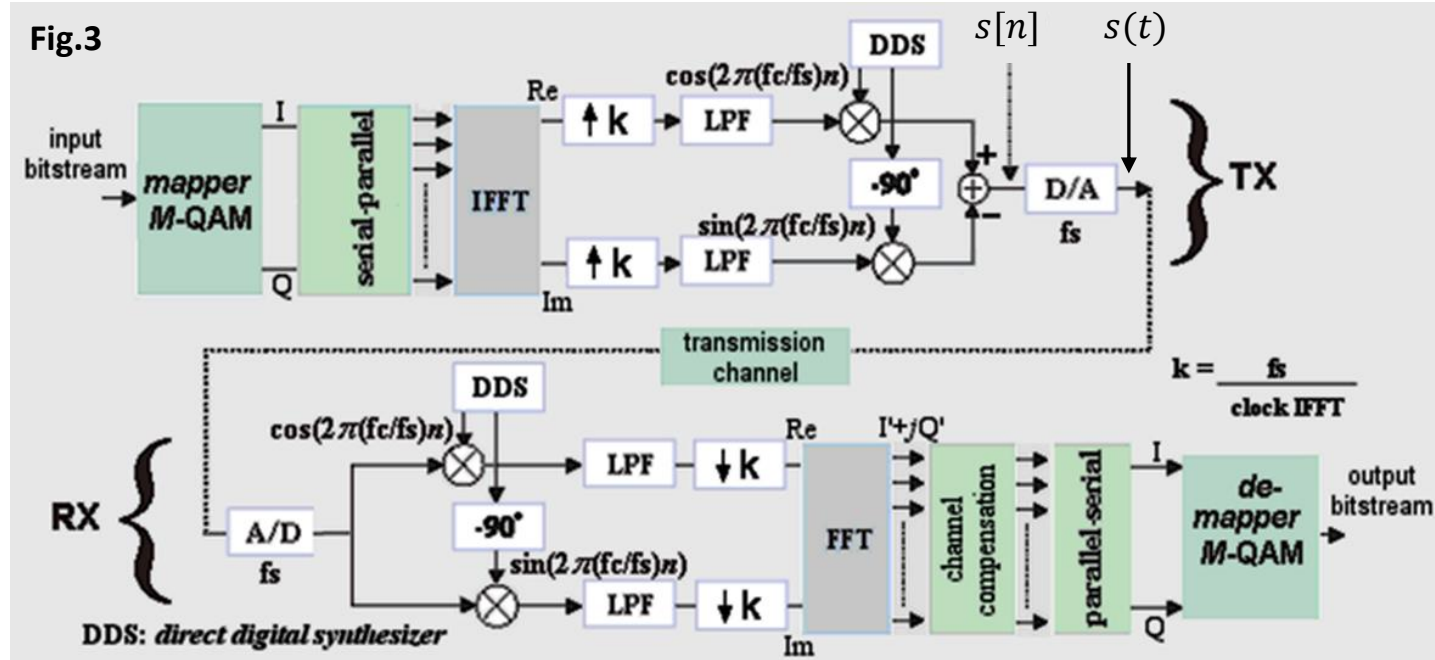 Fig.3
s[n]
s(t)
DDS
cos(2π(fc/fs)n)
Re
I
input
bitstream
mapper
M-QAM
serial-parallel
IFFT
↑ k
LPF
+
-90°
D/A
fs
TX
sin(2π(fc/fs)n)
−
Q
↑ k
LPF
Im
transmission
channel
k = fs
clock IFFT
DDS
cos(2π(fc/fs)n)
Re
I'+jQ'
LPF
↓ k
I
RX
A/D
fs
-90°
FFT
channel
compensation
parallel-serial
de-
mapper
M-QAM
output
bitstream
sin(2π(fc/fs)n)
LPF
↓ k
Im
Q
DDS: direct digital synthesizer